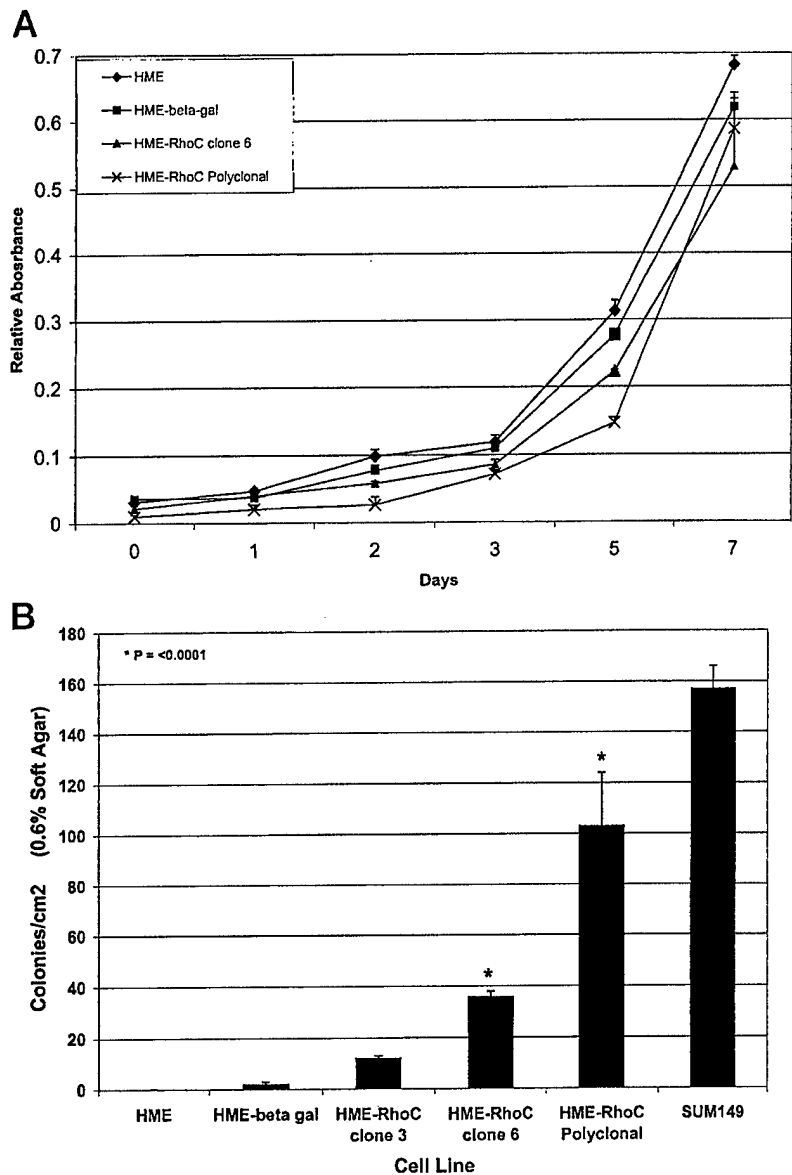 A
0.7
0.6
0.5
0.4
0.3
0.2
0.1
0
Relative Abosrbance
HME
HME-beta-gal
HME-RhoC clone 6
HME-RhoC Polyclonal
0 1 2 3 5 7
Days
B
180
160
140
120
100
80
60
40
20
0
Colonies/cm2 (0.6% Soft Agar)
* P = <0.0001
*
*
HME
HME-beta gal
HME-RhoC
clone 3
HME-RhoC
clone 6
HME-RhoC
Polyclonal
SUM149
Cell Line